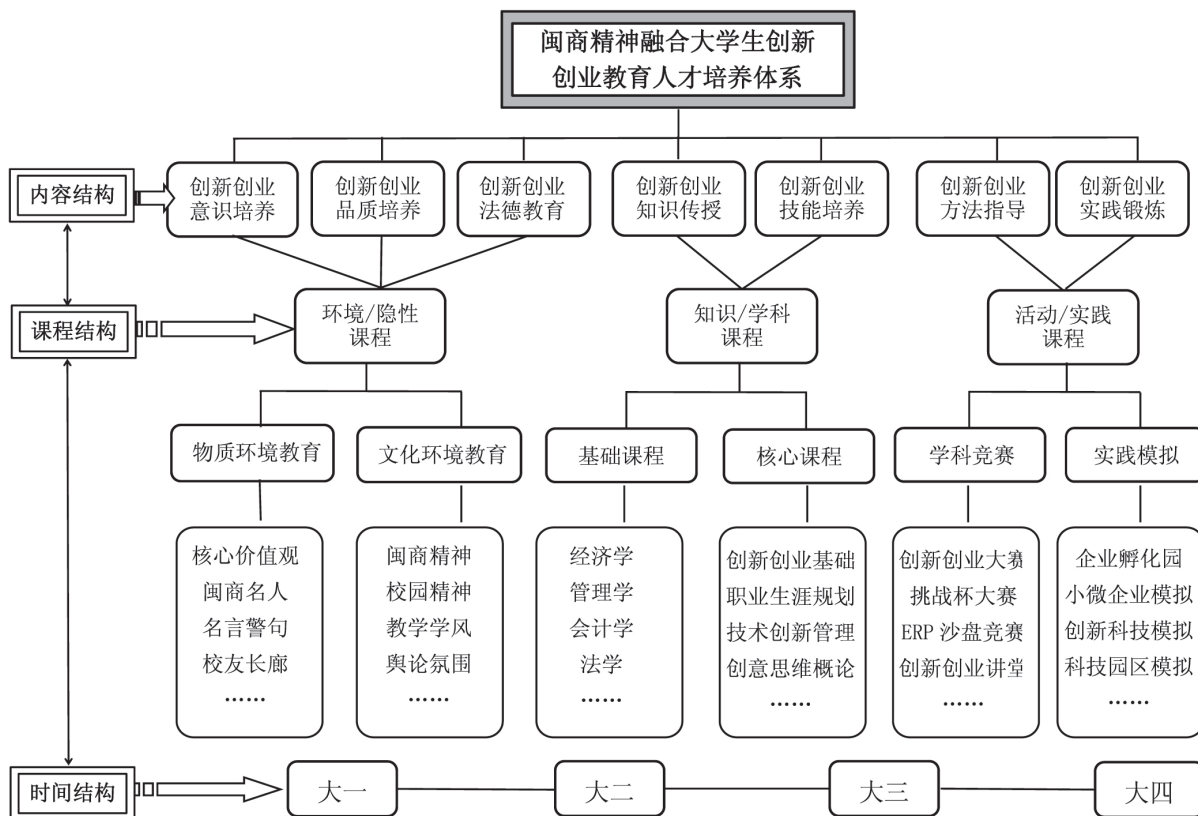 闽商精神融合大学生创新
创业教育人才培养体系
内容结构
创新创业
意识培养
创新创业
品质培养
创新创业
法德教育
创新创业
知识传授
创新创业
技能培养
创新创业
方法指导
创新创业
实践锻炼
课程结构
环境/隐性
课程
知识/学科
课程
活动/实践
课程
物质环境教育
文化环境教育
基础课程
核心课程
学科竞赛
实践模拟
核心价值观
闽商名人
名言警句
校友长廊
……
闽商精神
校园精神
教学学风
舆论氛围
……
经济学
管理学
会计学
法学
……
创新创业基础
职业生涯规划
技术创新管理
创意思维概论
……
创新创业大赛
挑战杯大赛
ERP 沙盘竞赛
创新创业讲堂
……
企业孵化园
小微企业模拟
创新科技模拟
科技园区模拟
……
时间结构
大一
大二
大三
大四